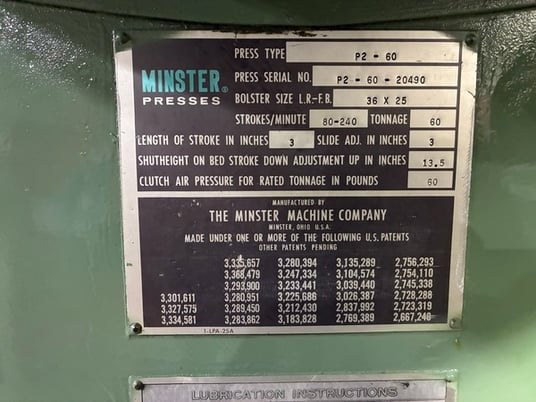 MINSTER®
PRESSES
PRESS TYPE P2-60
PRESS SERIAL NO. P2-60-20490
BOLSTER SIZE L.R.-F.B. 36 X 25
STROKES/MINUTE 80-240 TONNAGE 60
LENGTH OF STROKE IN INCHES 3 SLIDE ADJ. IN INCHES 3
SHUTHEIGHT ON BED STROKE DOWN ADJUSTMENT UP IN INCHES 13.5
CLUTCH AIR PRESSURE FOR RATED TONNAGE IN POUNDS 60
MANUFACTURED BY
THE MINSTER MACHINE COMPANY
MINSTER, OHIO U.S.A.
MADE UNDER ONE OR MORE OF THE FOLLOWING U.S. PATENTS
OTHER PATENTS PENDING
3,335,657 3,280,394 3,135,289 2,756,293
3,368,479 3,247,334 3,104,574 2,754,110
3,293,900 3,233,441 3,039,440 2,745,338
3,301,611 3,280,951 3,225,686 3,026,387 2,728,288
3,327,575 3,289,450 3,212,430 2,837,992 2,723,319
3,334,581 3,283,862 3,183,828 2,769,389 2,667,246
1-LPA-25A
LUBRICATION INSTRUCTIONS